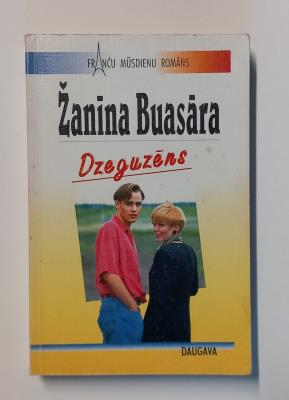 FRANČU MŪSDIENU ROMĀNS
Žanina Buasāra
Dzeguzēns
DAUGAVA